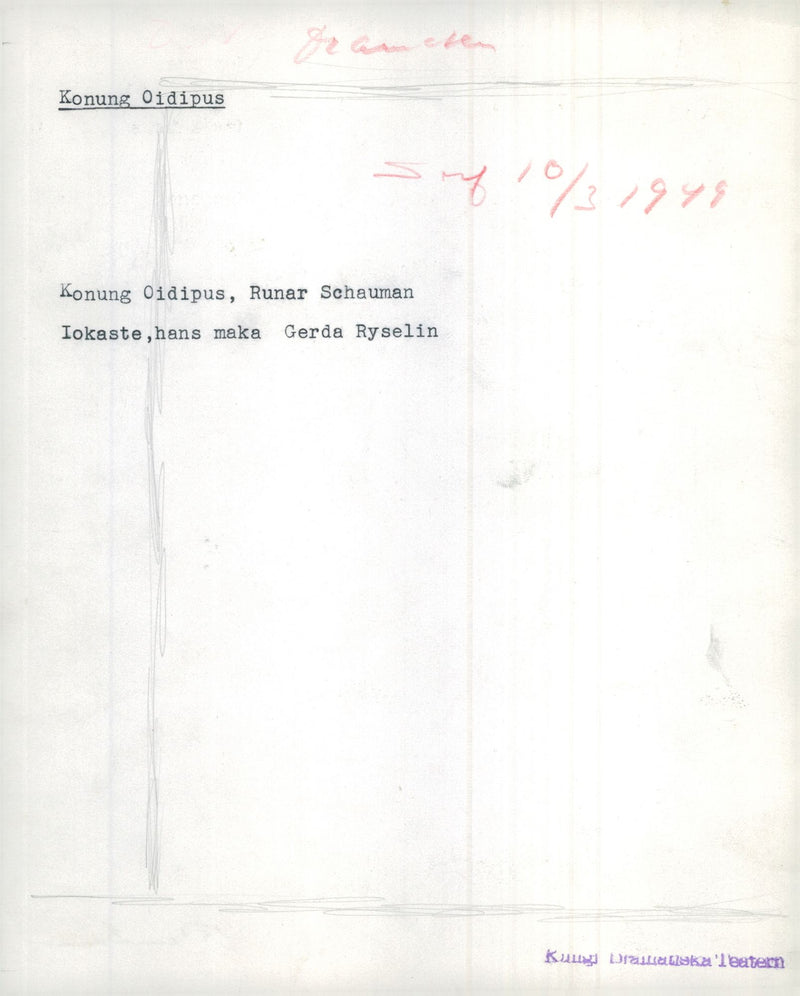 Dramaten
Konung Oidipus
10/3 1949
Konung Oidipus, Runar Schauman
Iokaste,hans maka Gerda Ryselin
Kungl Dramatiska Teatern